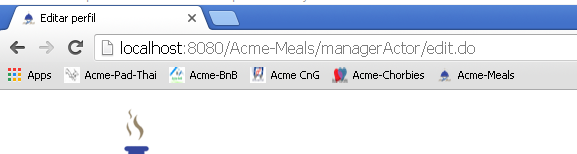 Editar perfil
localhost:8080/Acme-Meals/managerActor/edit.do
Apps Acme-Pad-Thai Acme-BnB Acme CnG Acme-Chorbies Acme-Meals